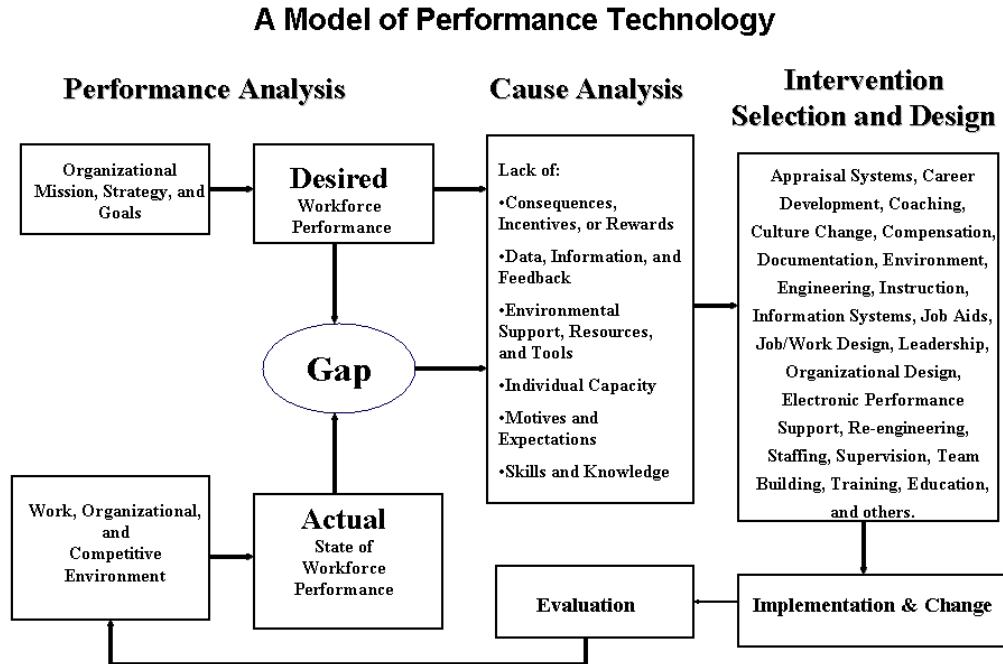 A Model of Performance Technology
Performance Analysis
Cause Analysis
Intervention
Selection and Design
Organizational
Mission, Strategy, and
Goals
Desired
Workforce
Performance
Gap
Work, Organizational,
and
Competitive
Environment
Actual
State of
Workforce
Performance
Lack of:
•Consequences,
Incentives, or Rewards
•Data, Information, and
Feedback
•Environmental
Support, Resources,
and Tools
•Individual Capacity
•Motives and
Expectations
•Skills and Knowledge
Appraisal Systems, Career
Development, Coaching,
Culture Change, Compensation,
Documentation, Environment,
Engineering, Instruction,
Information Systems, Job Aids,
Job/Work Design, Leadership,
Organizational Design,
Electronic Performance
Support, Re-engineering,
Staffing, Supervision, Team
Building, Training, Education,
and others.
Implementation & Change
Evaluation